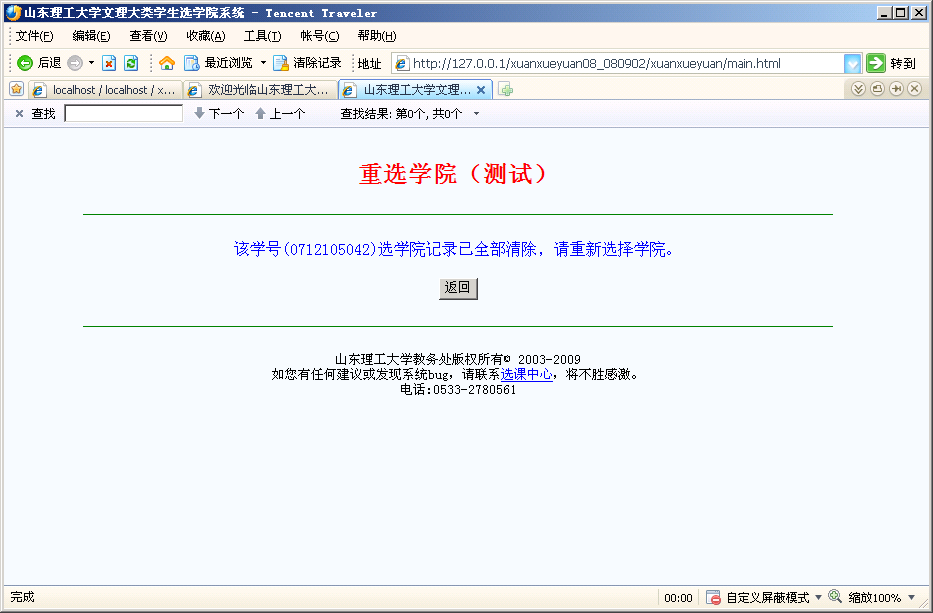 山东理工大学文理大类学生选学院系统 - Tencent Traveler
文件(F) 编辑(E) 查看(V) 收藏(A) 工具(T) 帐号(C) 帮助(H)
后退 最近浏览 清除记录 地址 http://127.0.0.1/xuanxueyuan08_080902/xuanxueyuan/main.html 转到
localhost / localhost / x... 欢迎光临山东理工大... 山东理工大学文理...
查找 下一个 上一个 查找结果: 第0个, 共0个
重选学院（测试）
该学号(0712105042)选学院记录已全部清除，请重新选择学院。
返回
山东理工大学教务处版权所有© 2003-2009
如您有任何建议或发现系统bug，请联系选课中心，将不胜感激。
电话:0533-2780561
完成 00:00 自定义屏蔽模式 缩放100%